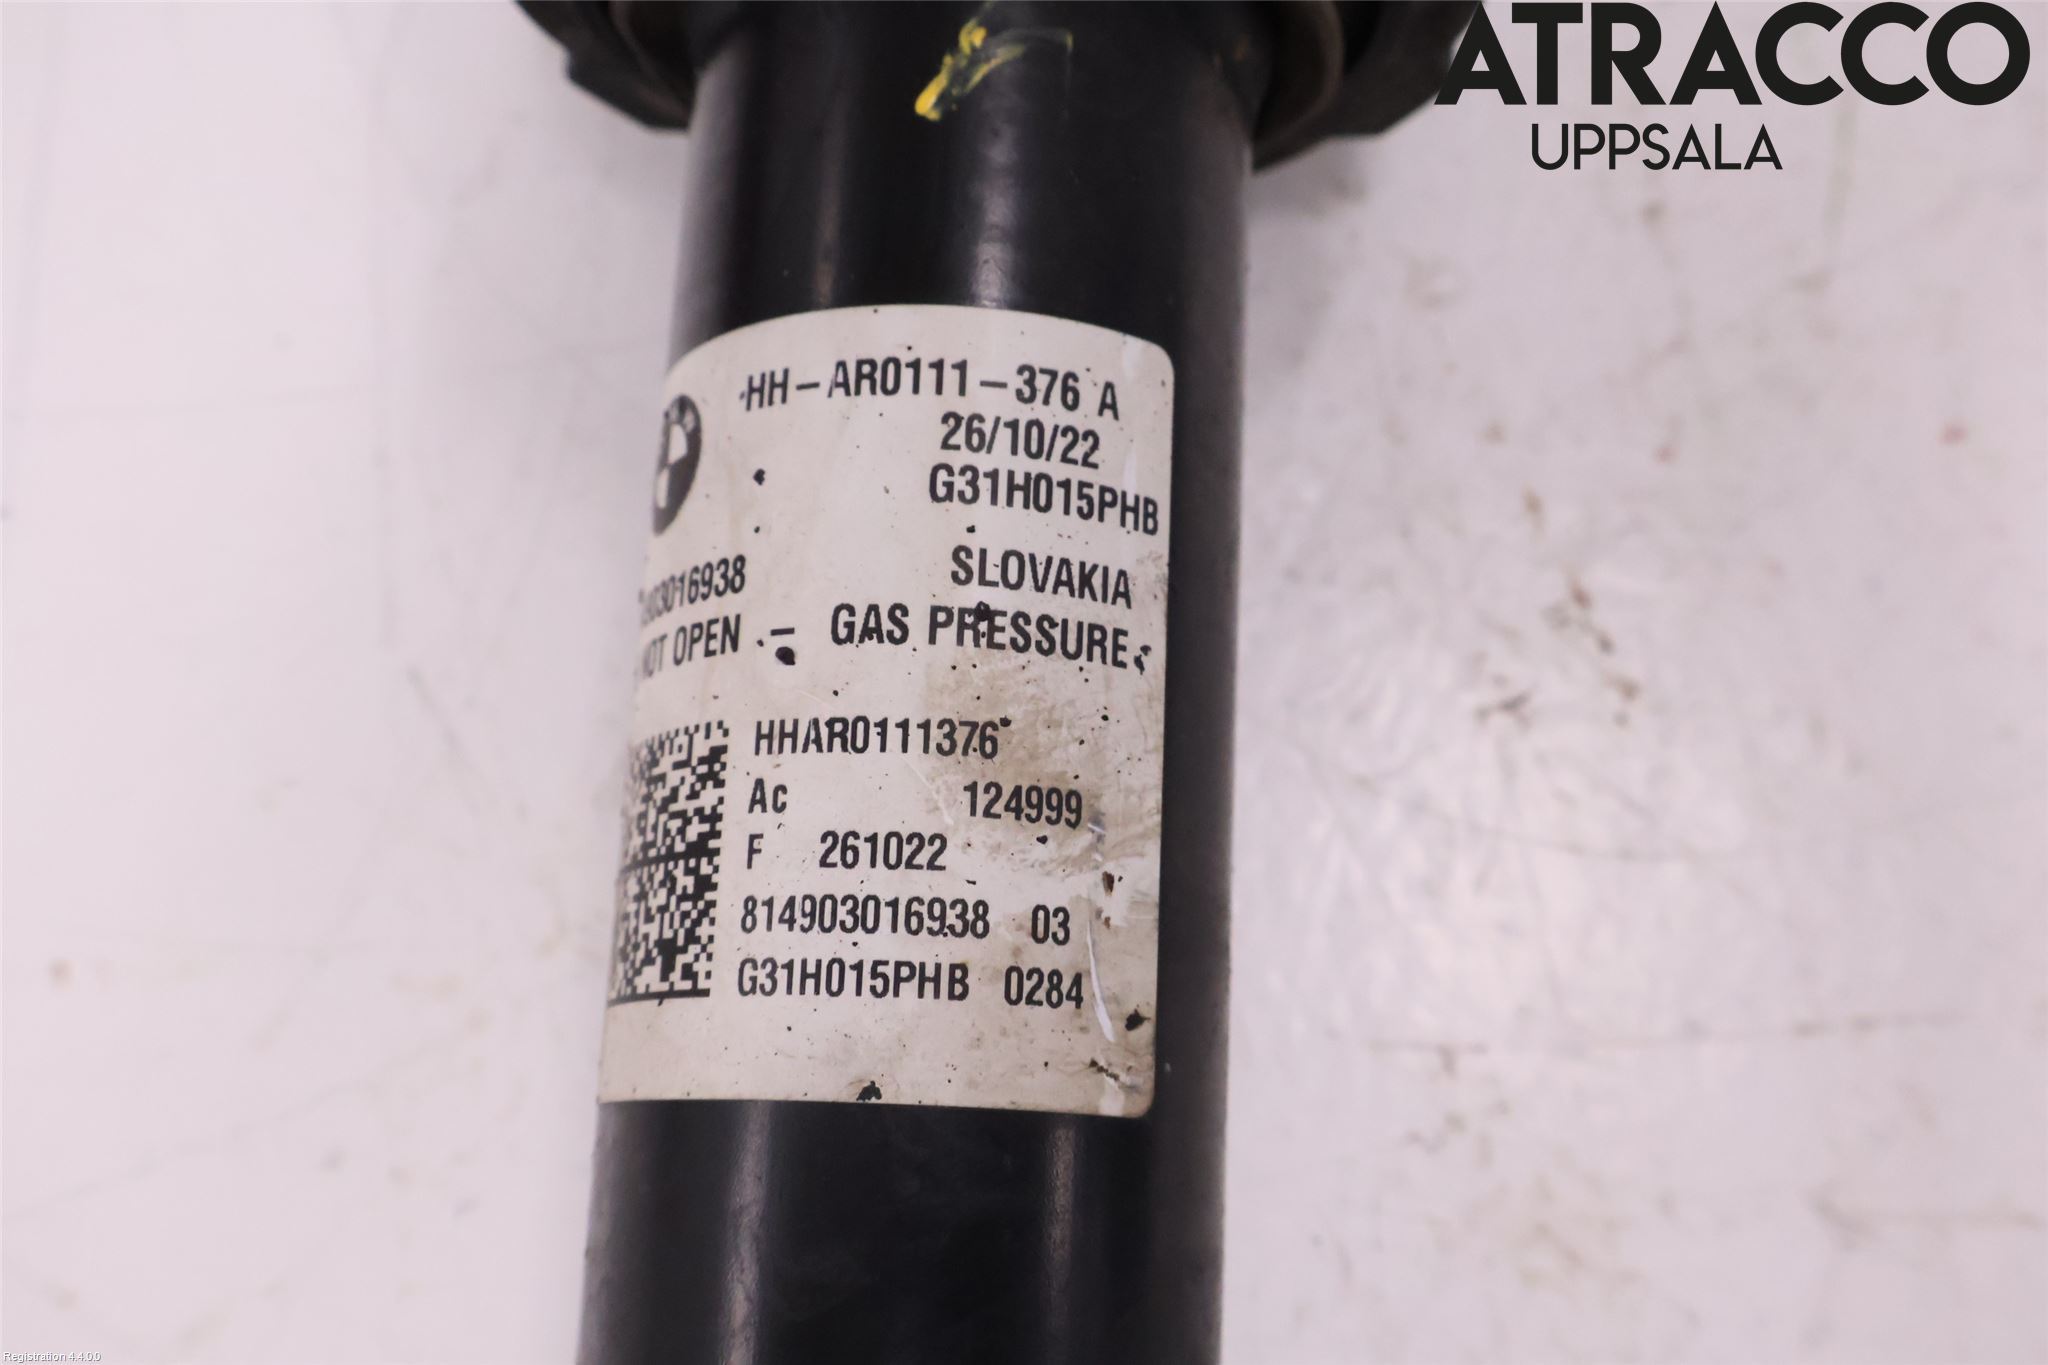 ATRACCO
UPPSALA
HH-AR0111-376 A
26/10/22
G31H015PHB
SLOVAKIA
03016938
NOT OPEN - GAS PRESSURE
HHAR0111376
Ac 124999
F 261022
814903016938 03
G31H015PHB 0284
Registration 4.4.0.0